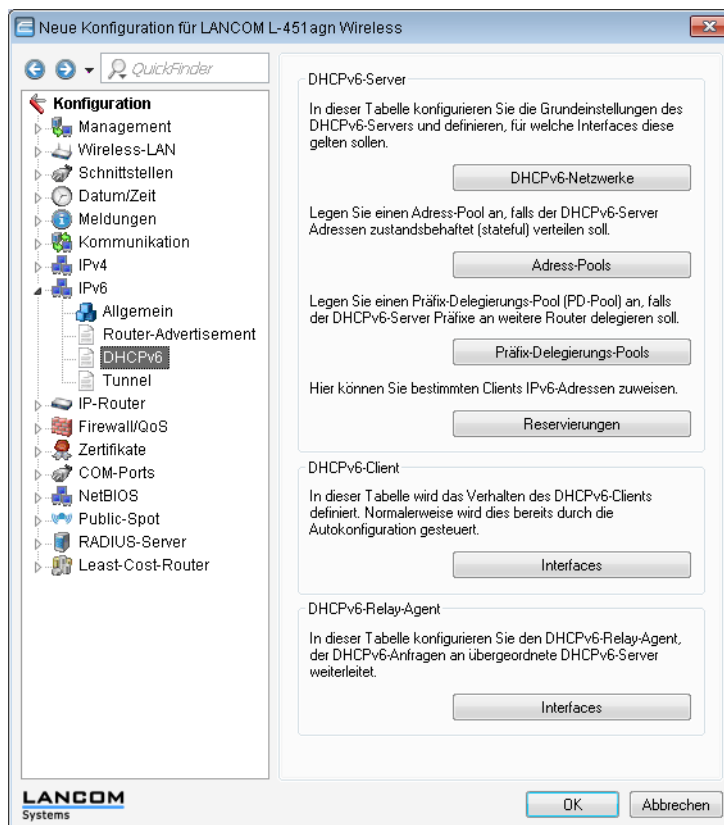 Neue Konfiguration für LANCOM L-451agn Wireless
QuickFinder
Konfiguration
Management
Wireless-LAN
Schnittstellen
Datum/Zeit
Meldungen
Kommunikation
IPv4
IPv6
Allgemein
Router-Advertisement
DHCPv6
Tunnel
IP-Router
Firewall/QoS
Zertifikate
COM-Ports
NetBIOS
Public-Spot
RADIUS-Server
Least-Cost-Router
DHCPv6-Server
In dieser Tabelle konfigurieren Sie die Grundeinstellungen des
DHCPv6-Servers und definieren, für welche Interfaces diese
gelten sollen.
DHCPv6-Netzwerke
Legen Sie einen Adress-Pool an, falls der DHCPv6-Server
Adressen zustandsbehaftet (stateful) verteilen soll.
Adress-Pools
Legen Sie einen Präfix-Delegierungs-Pool (PD-Pool) an, falls
der DHCPv6-Server Präfixe an weitere Router delegieren soll.
Präfix-Delegierungs-Pools
Hier können Sie bestimmten Clients IPv6-Adressen zuweisen.
Reservierungen
DHCPv6-Client
In dieser Tabelle wird das Verhalten des DHCPv6-Clients
definiert. Normalerweise wird dies bereits durch die
Autokonfiguration gesteuert.
Interfaces
DHCPv6-Relay-Agent
In dieser Tabelle konfigurieren Sie den DHCPv6-Relay-Agent,
der DHCPv6-Anfragen an übergeordnete DHCPv6-Server
weiterleitet.
Interfaces
LANCOM
Systems
OK
Abbrechen